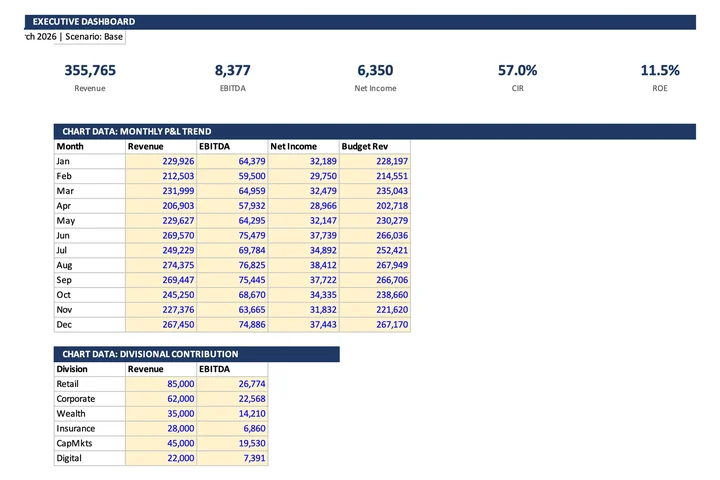 EXECUTIVE DASHBOARD
2026 | Scenario: Base
355,765 8,377 6,350 57.0% 11.5%
Revenue EBITDA Net Income CIR ROE
CHART DATA: MONTHLY P&L TREND
Month Revenue EBITDA Net Income Budget Rev
Jan 229,926 64,379 32,189 228,197
Feb 212,503 59,500 29,750 214,551
Mar 231,999 64,959 32,479 235,043
Apr 206,903 57,932 28,966 202,718
May 229,627 64,295 32,147 230,279
Jun 269,570 75,479 37,739 266,036
Jul 249,229 69,784 34,892 252,421
Aug 274,375 76,825 38,412 267,949
Sep 269,447 75,445 37,722 266,706
Oct 245,250 68,670 34,335 238,660
Nov 227,376 63,665 31,832 221,620
Dec 267,450 74,886 37,443 267,170
CHART DATA: DIVISIONAL CONTRIBUTION
Division Revenue EBITDA
Retail 85,000 26,774
Corporate 62,000 22,568
Wealth 35,000 14,210
Insurance 28,000 6,860
CapMkts 45,000 19,530
Digital 22,000 7,391